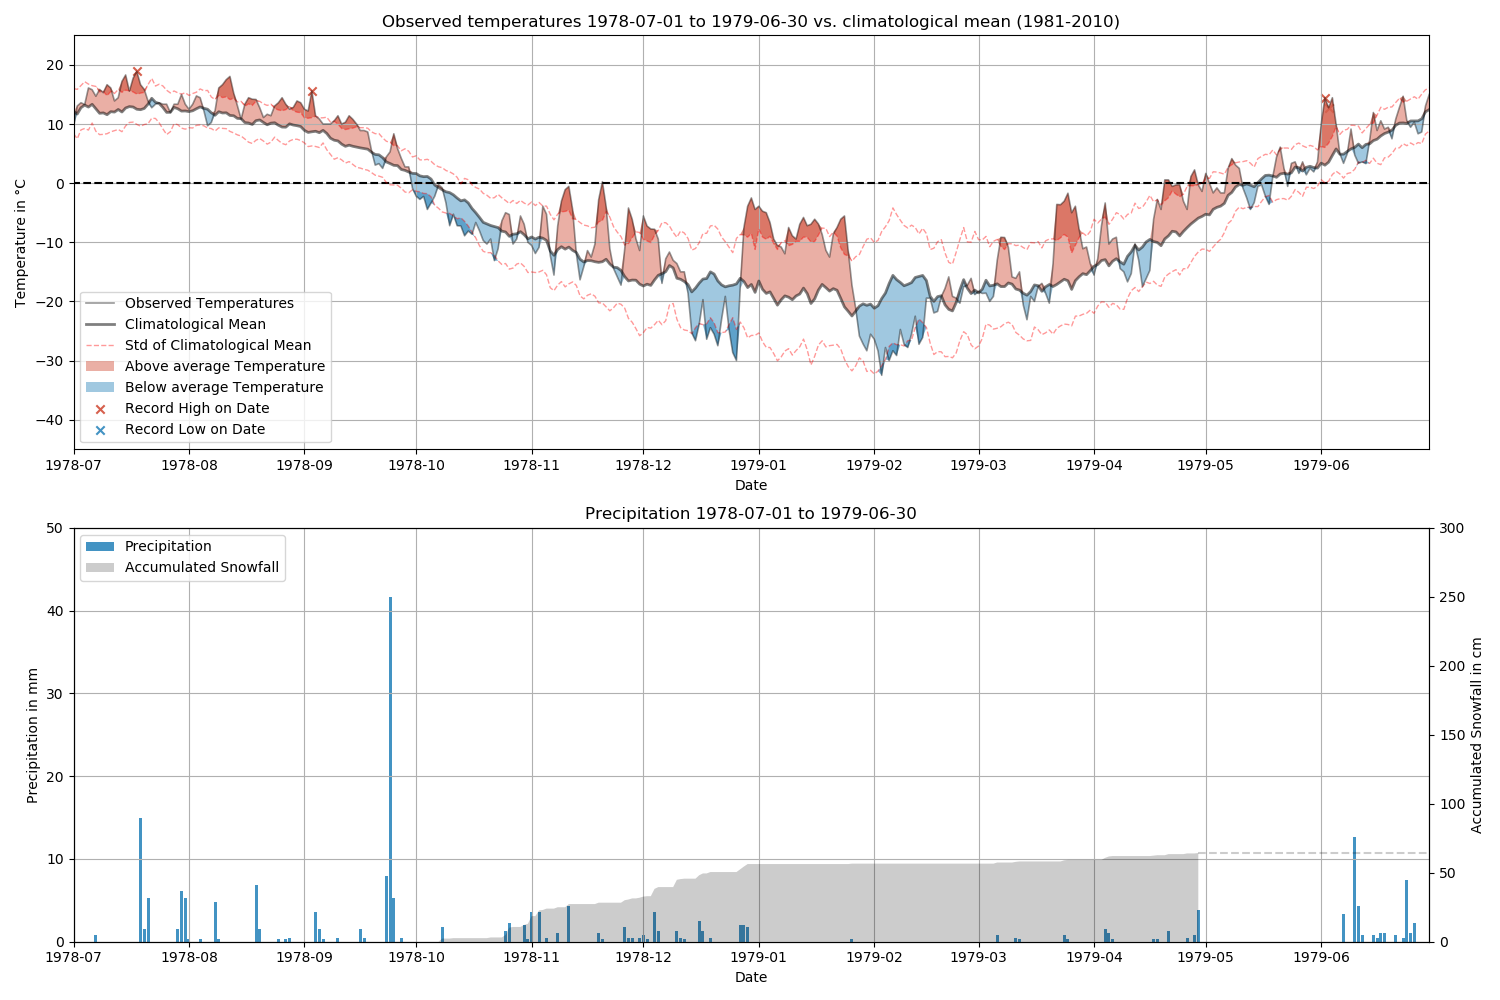 Observed temperatures 1978-07-01 to 1979-06-30 vs. climatological mean (1981-2010)
Temperature in °C
20
10
0
−10
−20
−30
−40
Observed Temperatures
Climatological Mean
Std of Climatological Mean
Above average Temperature
Below average Temperature
Record High on Date
Record Low on Date
1978-07 1978-08 1978-09 1978-10 1978-11 1978-12 1979-01 1979-02 1979-03 1979-04 1979-05 1979-06
Date
Precipitation 1978-07-01 to 1979-06-30
Precipitation in mm
50
40
30
20
10
0
Precipitation
Accumulated Snowfall
300
250
200
150
100
50
0
Accumulated Snowfall in cm
1978-07 1978-08 1978-09 1978-10 1978-11 1978-12 1979-01 1979-02 1979-03 1979-04 1979-05 1979-06
Date